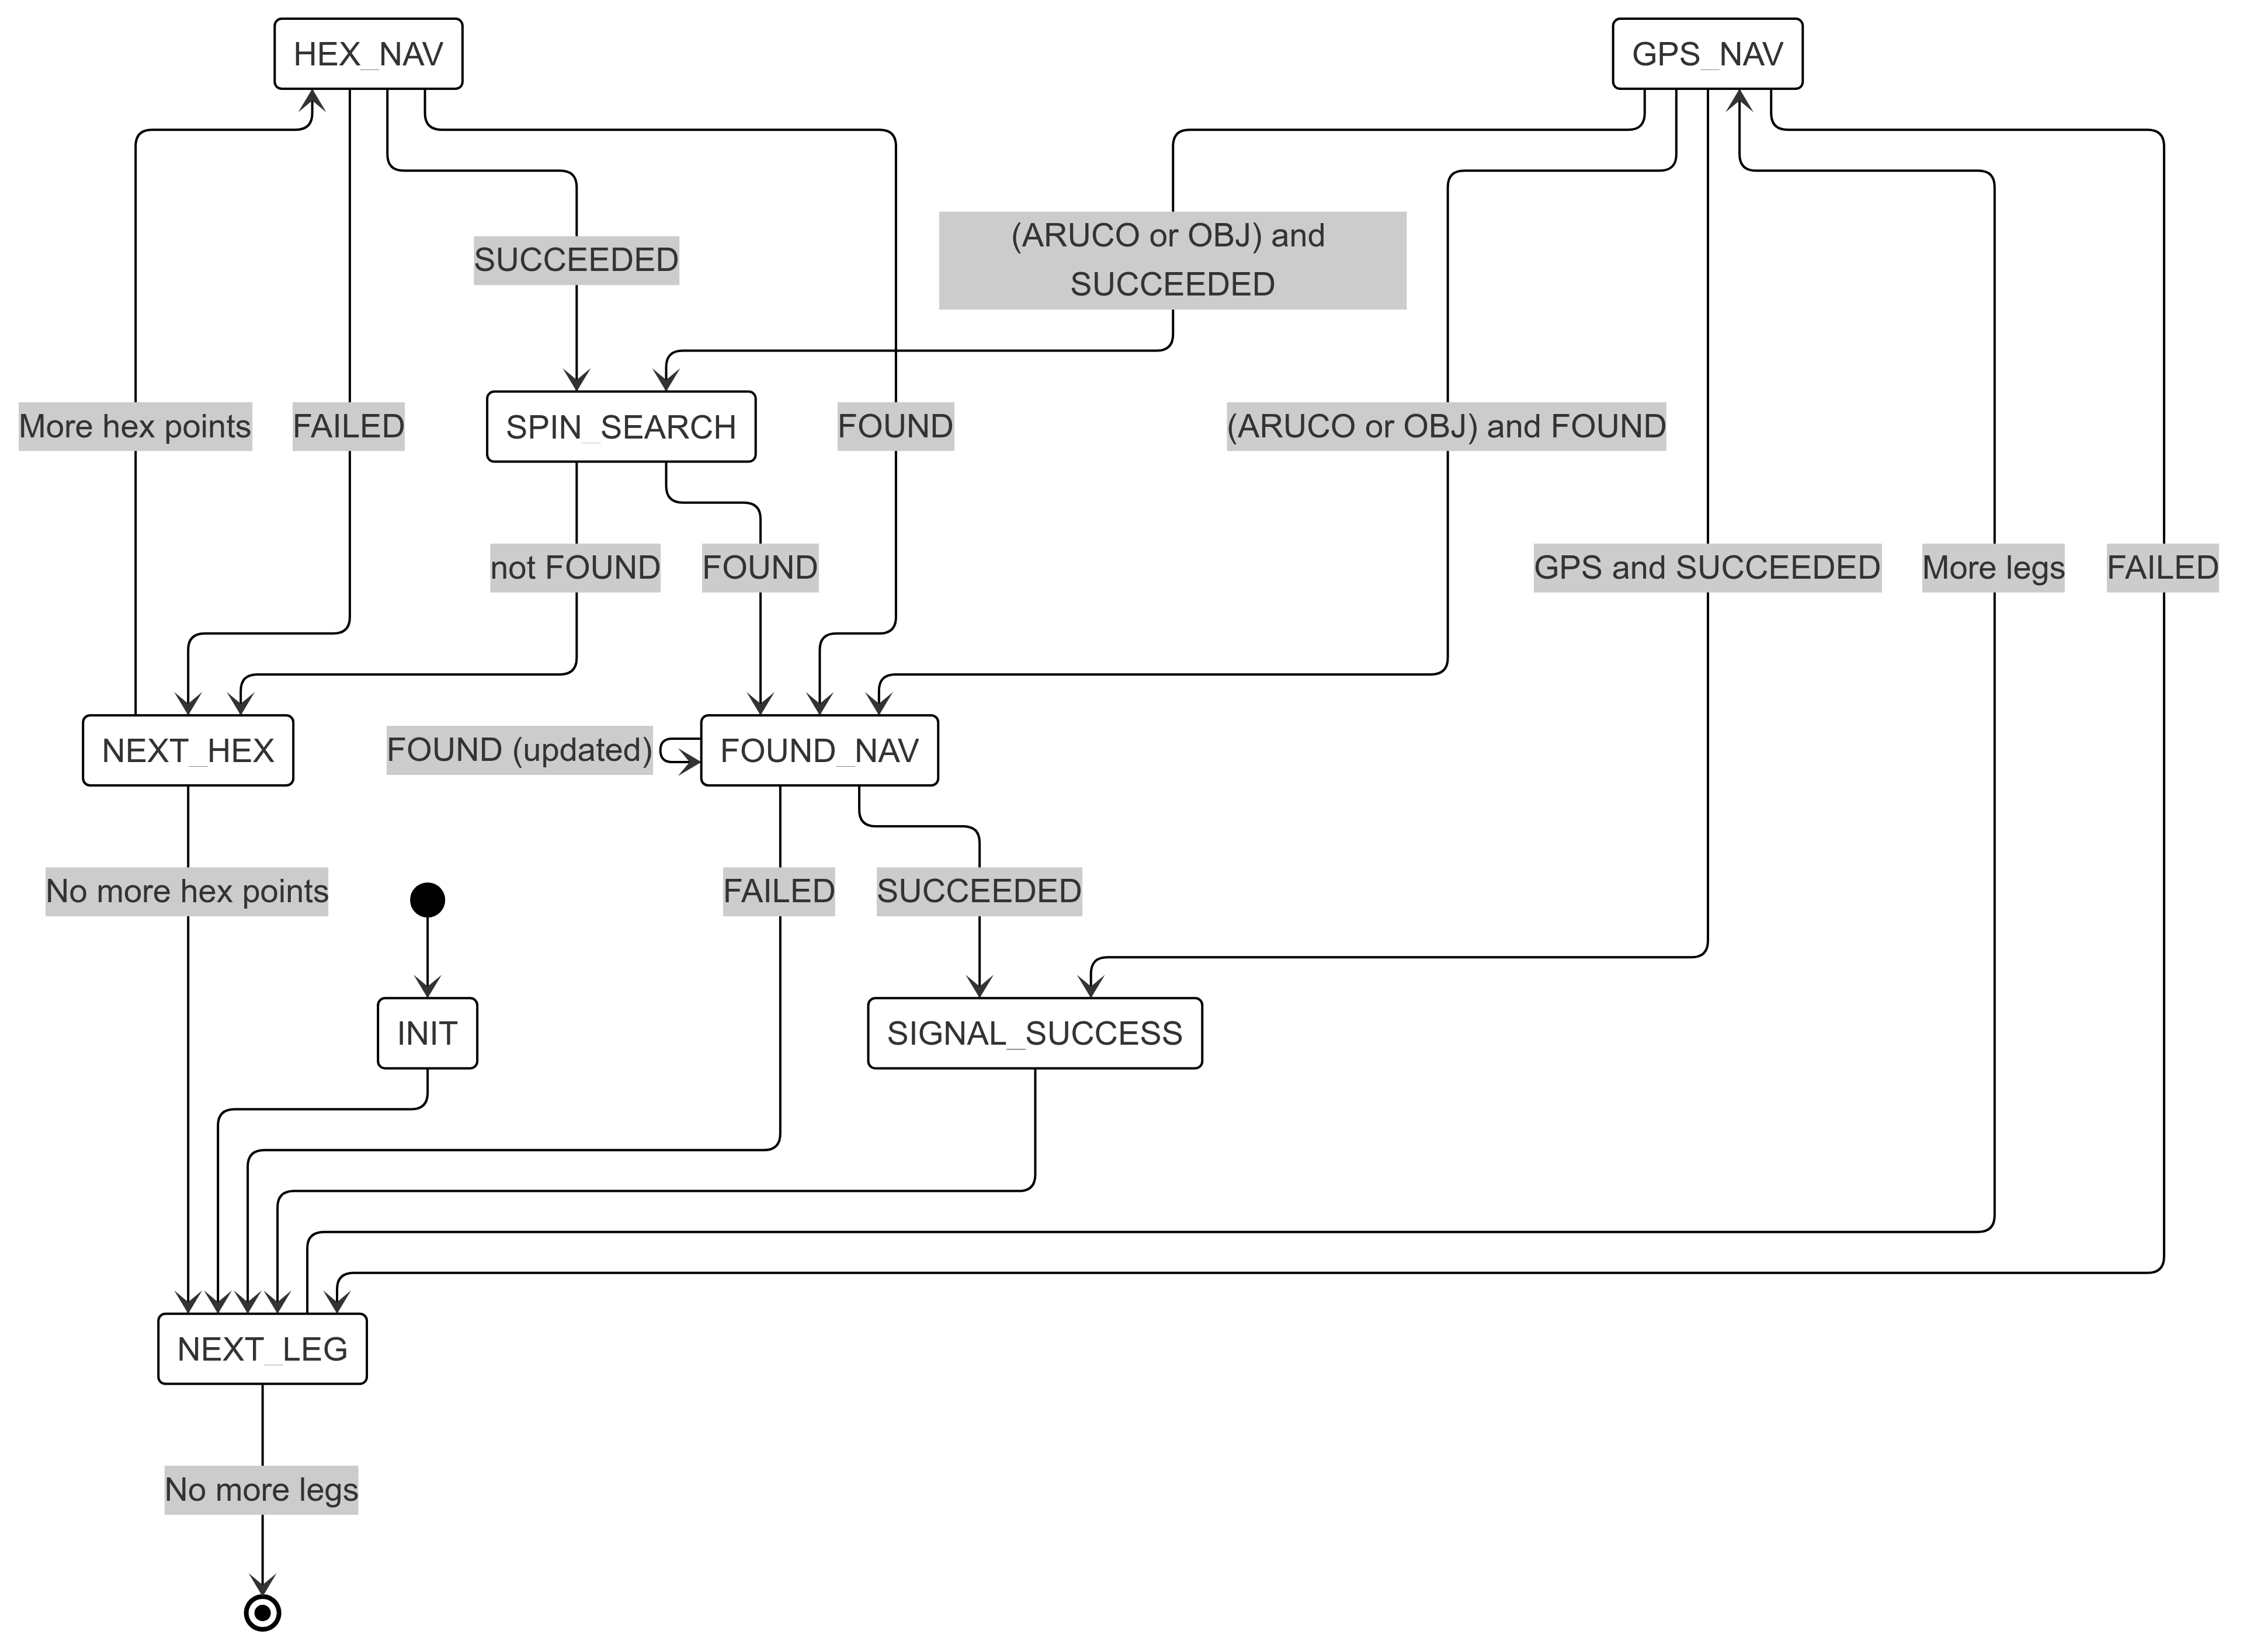 HEX_NAV
GPS_NAV
(ARUCO or OBJ) and
SUCCEEDED
SUCCEEDED
More hex points
FAILED
SPIN_SEARCH
FOUND
(ARUCO or OBJ) and FOUND
not FOUND
FOUND
GPS and SUCCEEDED
More legs
FAILED
NEXT_HEX
FOUND (updated)
FOUND_NAV
No more hex points
FAILED
SUCCEEDED
INIT
SIGNAL_SUCCESS
NEXT_LEG
No more legs